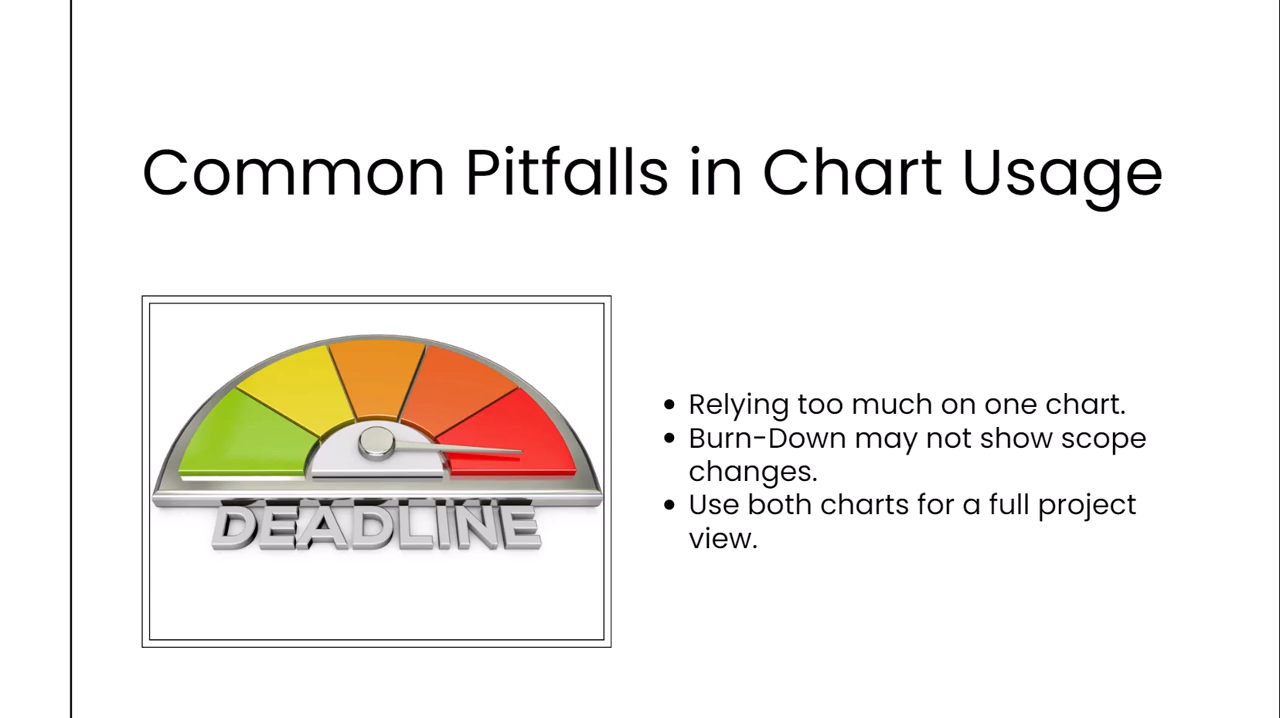 Common Pitfalls in Chart Usage
DEADLINE
Relying too much on one chart.
Burn-Down may not show scope
changes.
Use both charts for a full project
view.